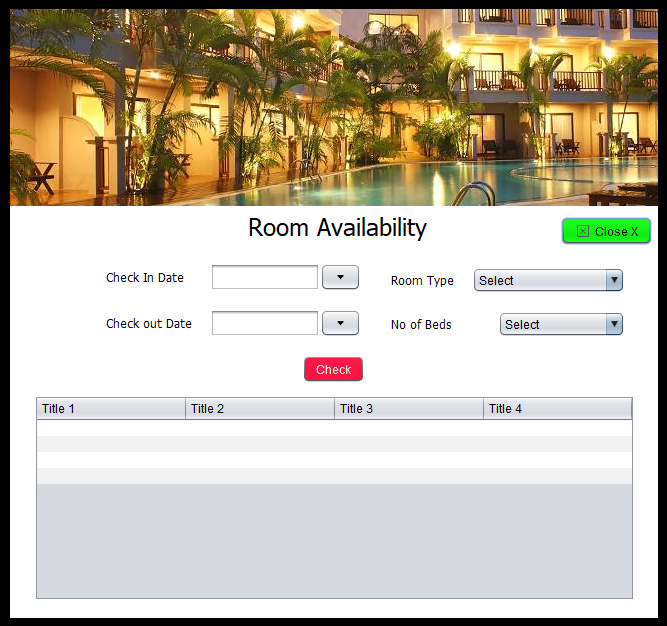 Room Availability
Close X
Check In Date
Room Type
Select
Check out Date
No of Beds
Select
Check
Title 1 Title 2 Title 3 Title 4